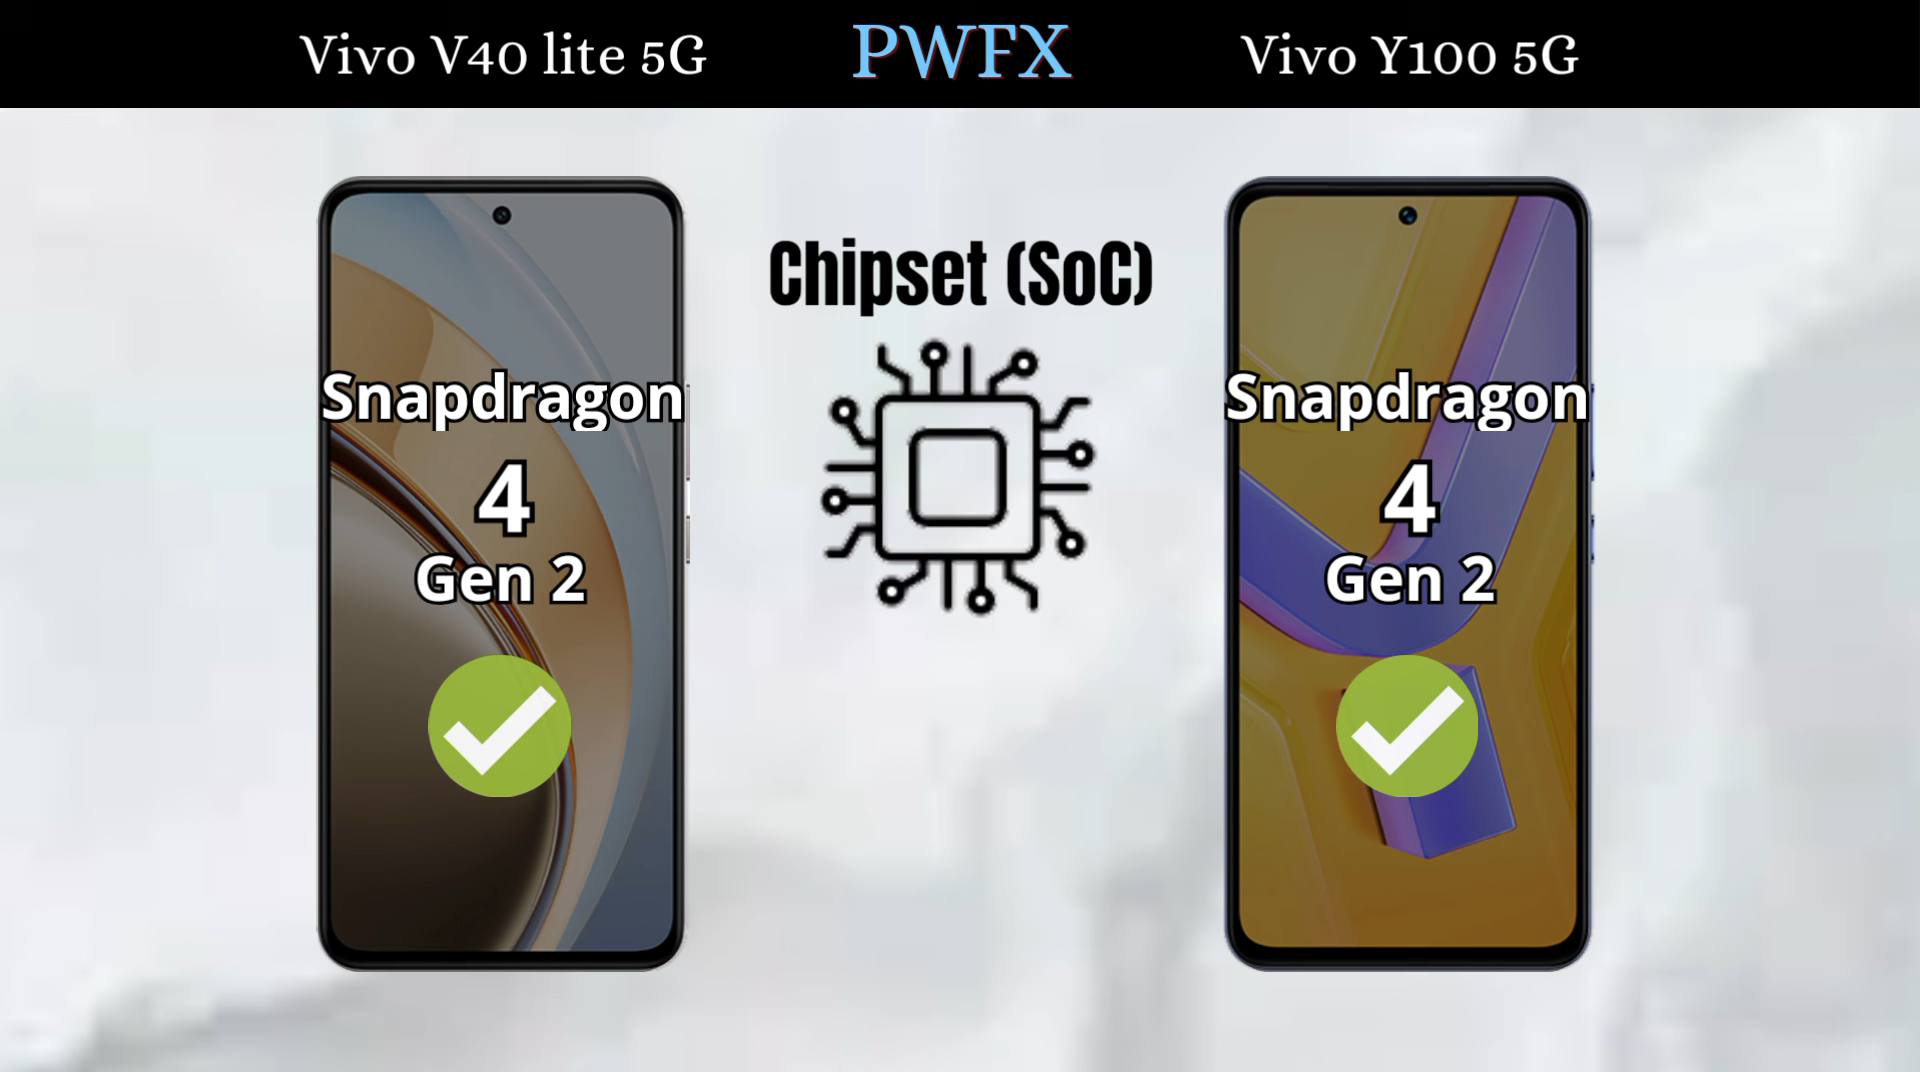 Vivo V40 lite 5G
PWFX
Vivo Y100 5G
Chipset (SoC)
Snapdragon
4
Gen 2
Snapdragon
4
Gen 2